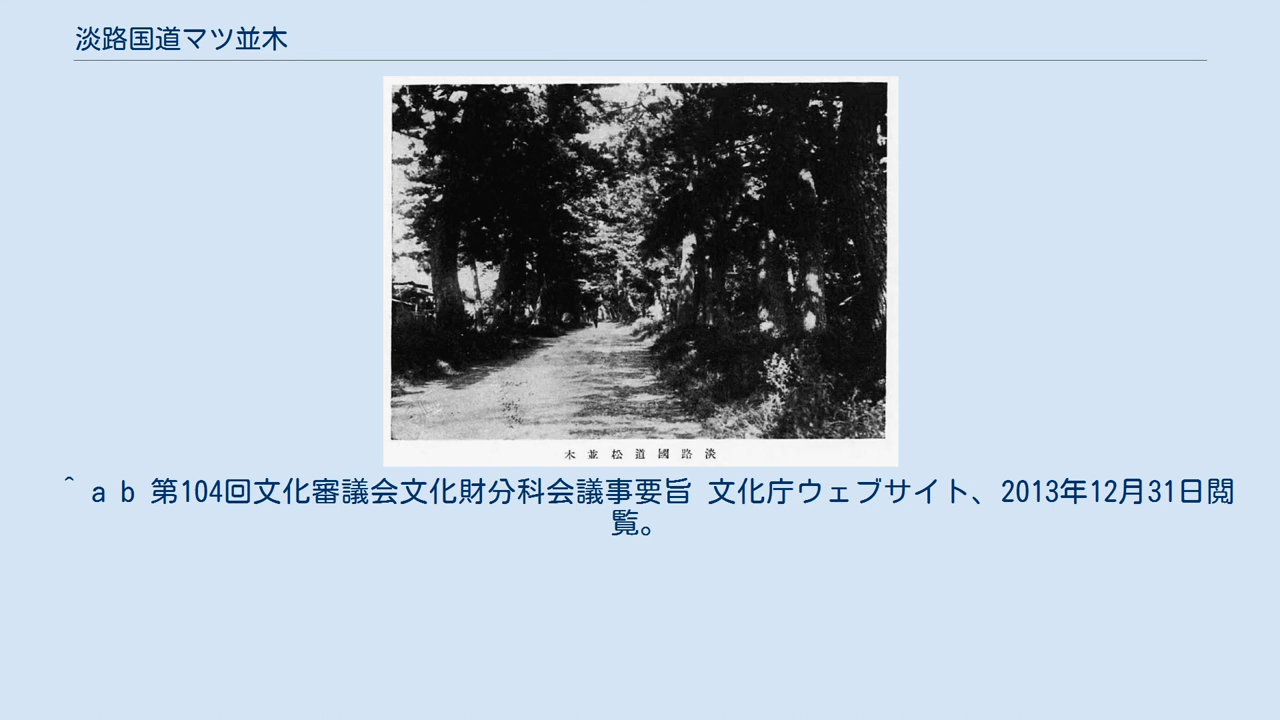 淡路国道マツ並木
木並松道國路淡
^ a b 第104回文化審議会文化財分科会議事要旨 文化庁ウェブサイト、2013年12月31日閲
覧。